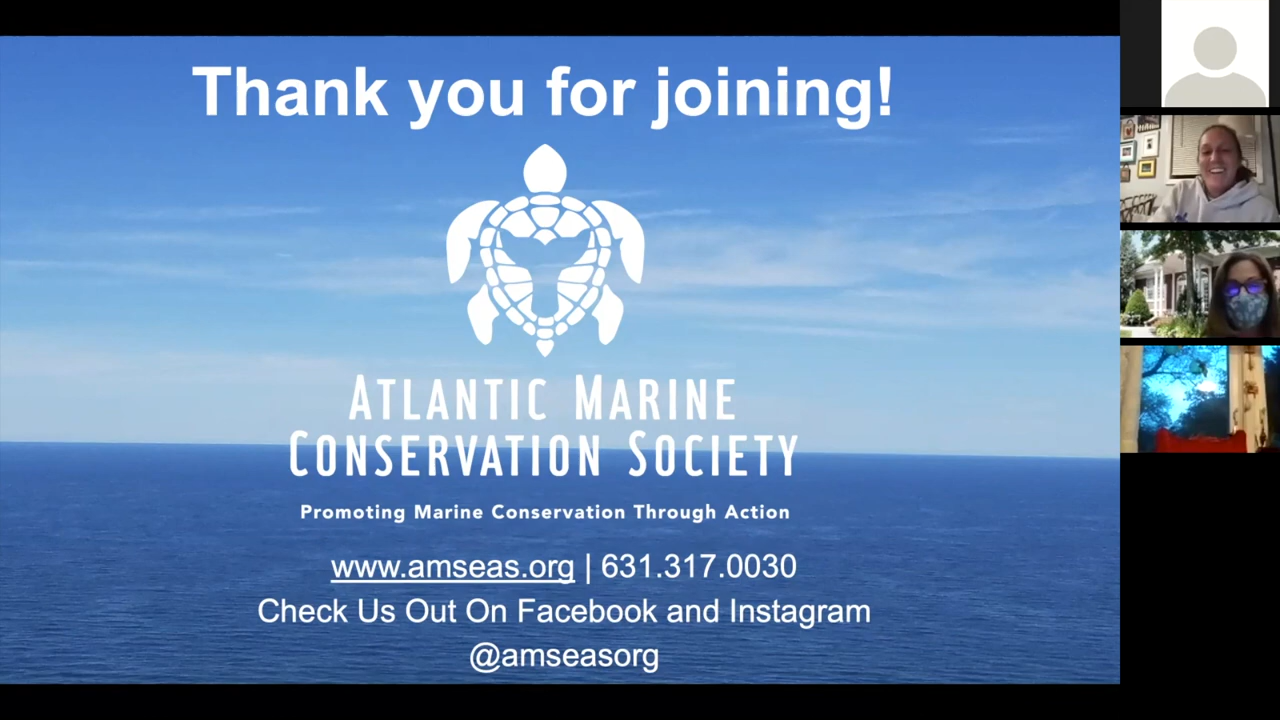 Thank you for joining!
ATLANTIC MARINE
CONSERVATION SOCIETY
Promoting Marine Conservation Through Action
www.amseas.org | 631.317.0030
Check Us Out On Facebook and Instagram
@amseasorg